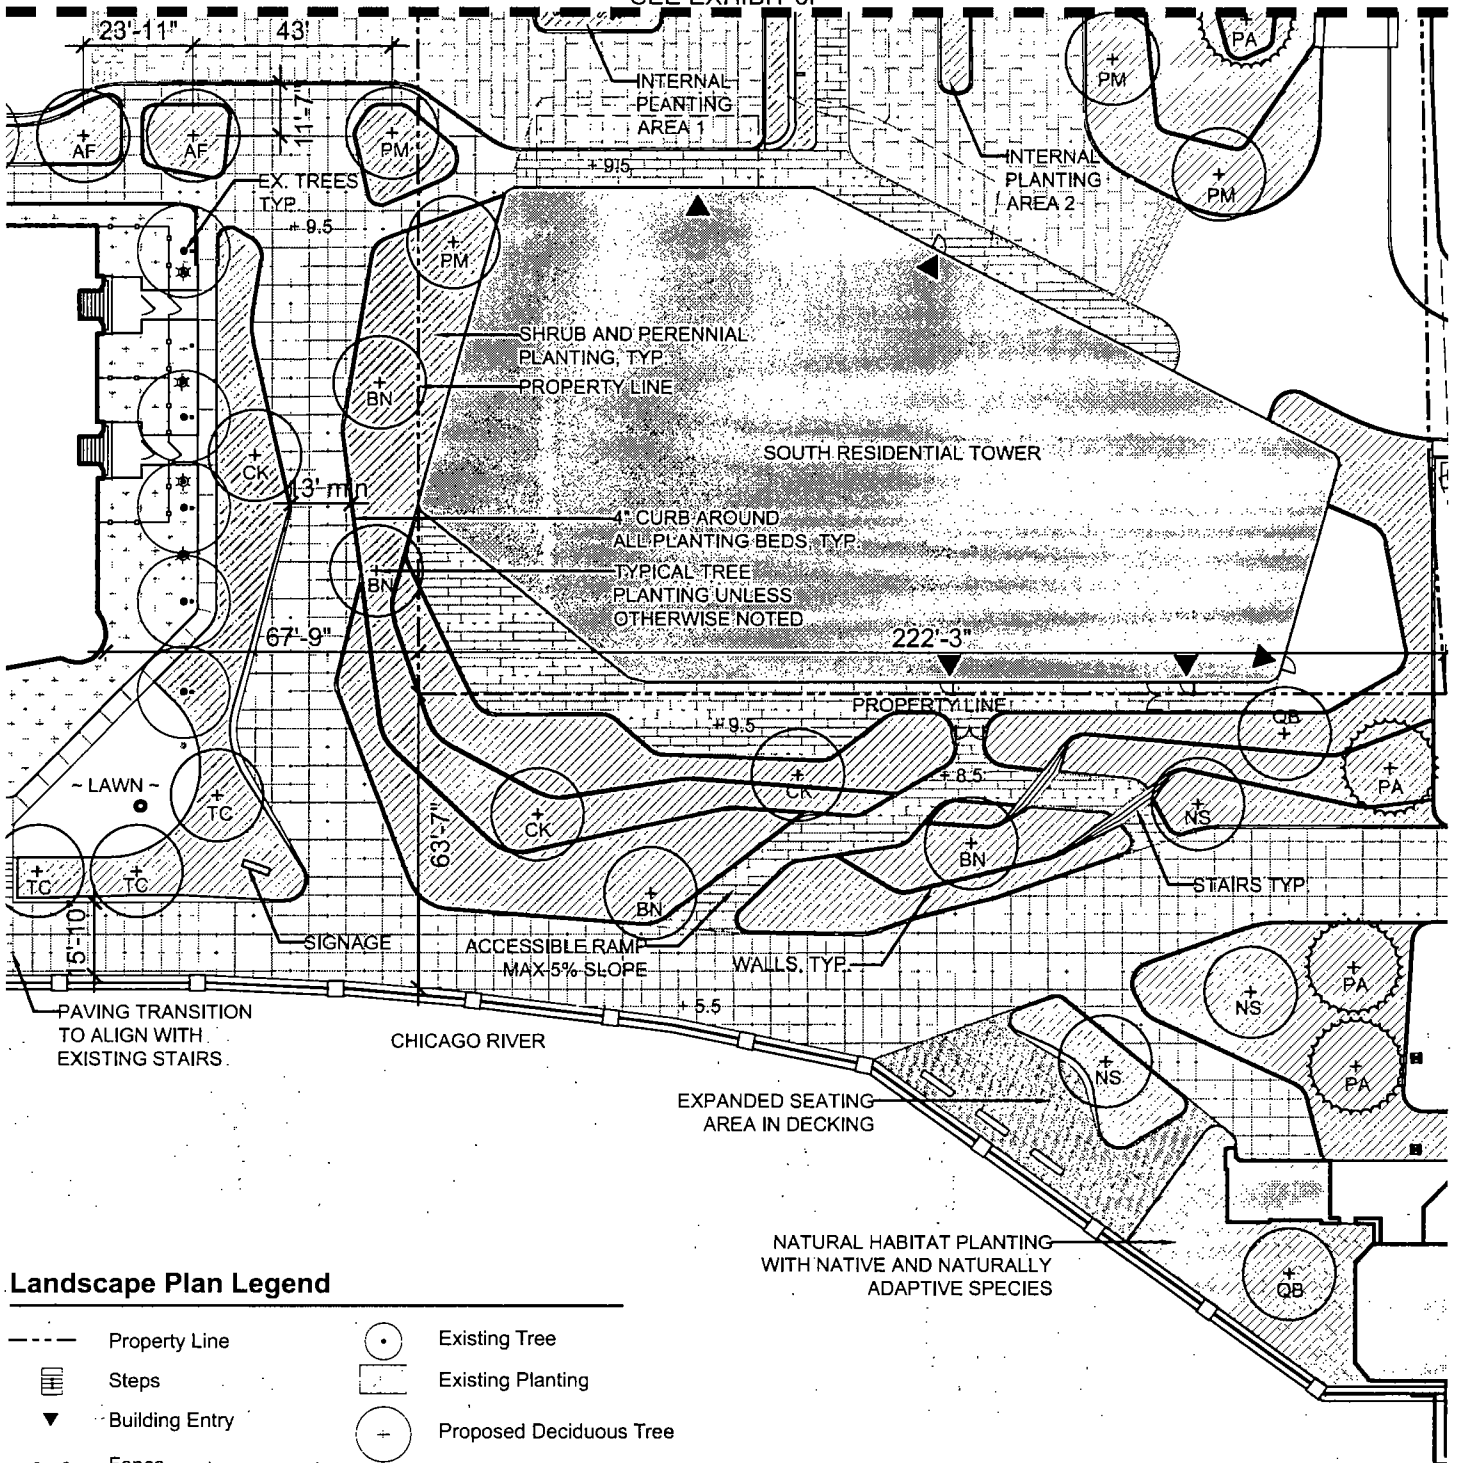 SEE EXHIBIT
23'-11"
43'
11'-7"
INTERNAL
PLANTING
AREA 1
PA
PM
AF
AF
PM
+ 9.5
INTERNAL
PLANTING
AREA 2
PM
EX. TREES
TYP.
+ 9.5
PM
SHRUB AND PERENNIAL
PLANTING, TYP.
PROPERTY LINE
BN
SOUTH RESIDENTIAL TOWER
CK
13' min
4" CURB AROUND
ALL PLANTING BEDS, TYP.
BN
TYPICAL TREE
PLANTING UNLESS
OTHERWISE NOTED
67'-9"
222'-3"
PROPERTY LINE
+ 9.5
QB
~ LAWN ~
+ 8.5
CK
PA
TC
CK
NS
63'-7"
BN
TC
TC
BN
STAIRS TYP
15'-10"
SIGNAGE
ACCESSIBLE RAMP
MAX 5% SLOPE
WALLS, TYP.
PA
NS
+ 5.5
PAVING TRANSITION
TO ALIGN WITH
EXISTING STAIRS
CHICAGO RIVER
NS
PA
EXPANDED SEATING
AREA IN DECKING
NATURAL HABITAT PLANTING
WITH NATIVE AND NATURALLY
ADAPTIVE SPECIES
QB
Landscape Plan Legend
Property Line
Existing Tree
Steps
Existing Planting
Building Entry
Proposed Deciduous Tree
Fence